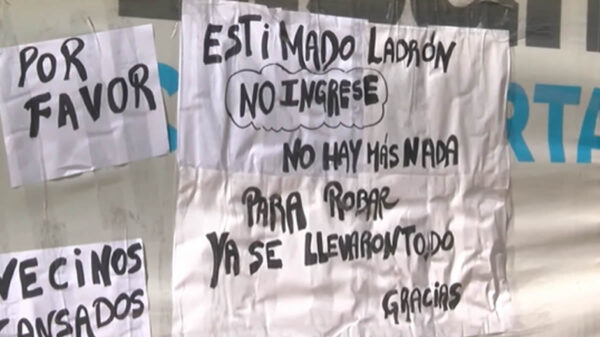 POR
FAVOR
ESTIMADO LADRÓN
NO INGRESE
NO HAY MÁS NADA
PARA ROBAR
YA SE LLEVARON TODO
GRACIAS
VECINOS
CANSADOS
RTA